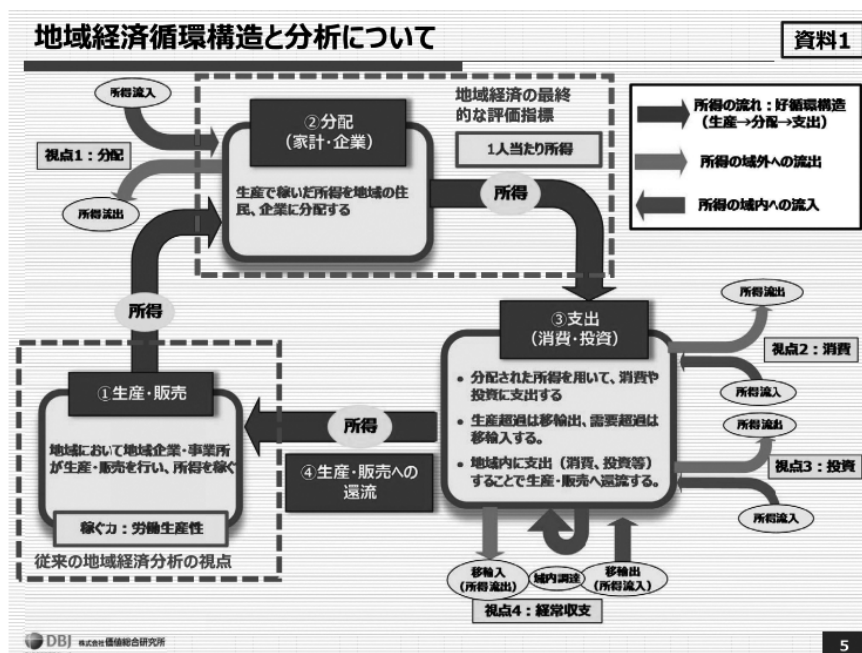 地域経済循環構造と分析について
資料1
所得流入
②分配
(家計・企業)
地域経済の最終
的な評価指標
1人当たり所得
視点1:分配
生産で稼いだ所得を地域の住
民、企業に分配する
所得流出
所得
所得の流れ:好循環構造
(生産→分配→支出)
所得の域外への流出
所得の域内への流入
所得
③支出
(消費・投資)
• 分配された所得を用いて、消費や
投資に支出する
• 生産超過は移輸出、需要超過は
移輸入する。
• 地域内に支出(消費、投資等)
することで生産・販売へ還流する。
所得流出
視点2:消費
所得流入
所得流出
視点3:投資
所得流入
①生産・販売
地域において地域企業・事業所
が生産・販売を行い、所得を稼ぐ
稼ぐ力:労働生産性
従来の地域経済分析の視点
所得
④生産・販売への
還流
移輸入
(所得流出)
域内調達
移輸出
(所得流入)
視点4:経常収支
DBJ 株式会社価値総合研究所
5